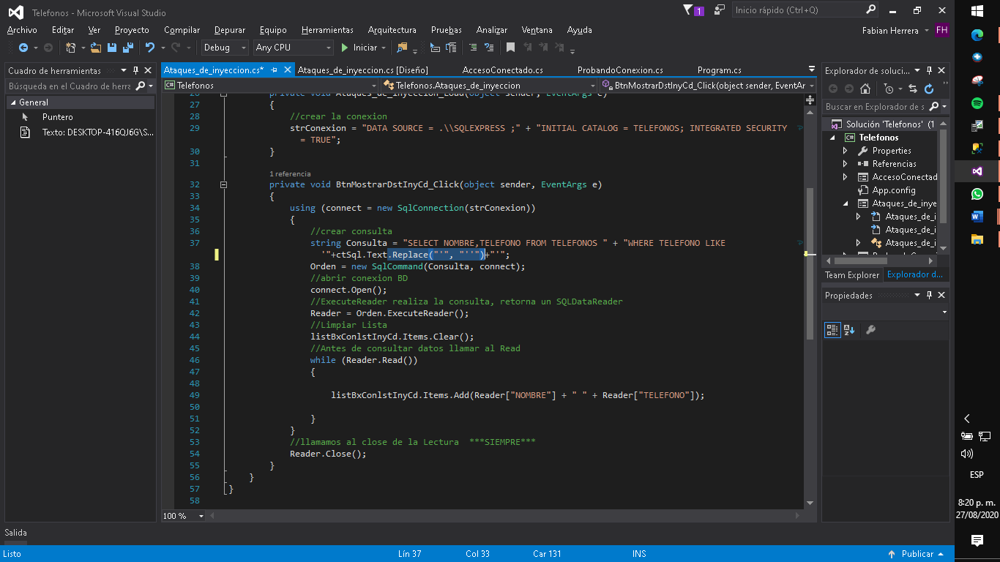 Telefonos - Microsoft Visual Studio
1
Inicio rápido (Ctrl+Q)
Archivo Editar Ver Proyecto Compilar Depurar Equipo Herramientas Arquitectura Pruebas Analizar Ventana Ayuda
Fabian Herrera FH
Debug Any CPU Iniciar
Cuadro de herramientas
Búsqueda en el Cuadro de herra
General
Puntero
Texto: DESKTOP-416QJ6G\S...
Ataques_de_inyeccion.cs* Ataques_de_inyeccion.cs [Diseño] AccesoConectado.cs ProbandoConexion.cs Program.cs
Telefonos Telefonos.Ataques_de_inyeccion BtnMostrarDstInyCd_Click(object sender, EventAr
26 private void Ataques_de_inyeccion_Load(object sender, EventArgs e)
27 {
28 //crear la conexion
29 strConexion = "DATA SOURCE = .\\SQLEXPRESS ;" + "INITIAL CATALOG = TELEFONOS; INTEGRATED SECURITY
= TRUE";
30 }
31
1 referencia
32 private void BtnMostrarDstInyCd_Click(object sender, EventArgs e)
33 {
34 using (connect = new SqlConnection(strConexion))
35 {
36 //crear consulta
37 string Consulta = "SELECT NOMBRE,TELEFONO FROM TELEFONOS " + "WHERE TELEFONO LIKE
'"+ctSql.Text.Replace("'", "''")+"'";
38 Orden = new SqlCommand(Consulta, connect);
39 //abrir conexion BD
40 connect.Open();
41 //ExecuteReader realiza la consulta, retorna un SQLDataReader
42 Reader = Orden.ExecuteReader();
43 //Limpiar Lista
44 listBxConlstInyCd.Items.Clear();
45 //Antes de consultar datos llamar al Read
46 while (Reader.Read())
47 {
48
49 listBxConlstInyCd.Items.Add(Reader["NOMBRE"] + " " + Reader["TELEFONO"]);
50
51 }
52 }
53 //llamamos al close de la Lectura ***SIEMPRE***
54 Reader.Close();
55 }
56 }
57 }
58
100 %
Explorador de soluci...
Buscar en Explorador de s
Solución 'Telefonos' (1
Telefonos
Properties
Referencias
AccesoConectad
App.config
Ataques_de_inye
Ataques_de_i
Ataques_de_i
Ataques_de_i
Team Explorer Explorador d...
Propiedades
Salida
Listo Lín 37 Col 33 Car 131 INS Publicar
ESP
8:20 p. m.
27/08/2020